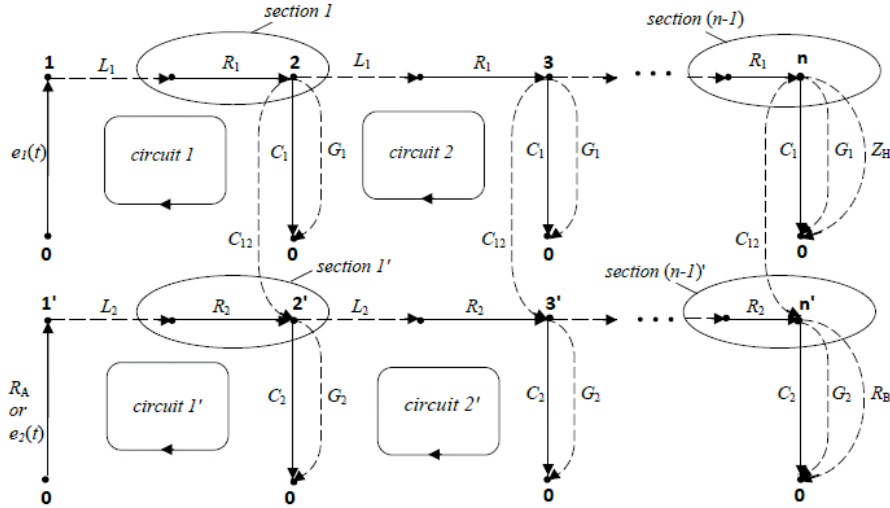 section 1
section (n-1)
1 L1 R1 2 L1 R1 3 • • • R1 n
e1(t) circuit 1 C1 G1 circuit 2 C1 G1 C1 G1 ZH
0 0 0 0
C12 C12 C12
section 1' section (n-1)'
1' L2 R2 2' L2 R2 3' • • • R2 n'
RA or e2(t) circuit 1' C2 G2 circuit 2' C2 G2 C2 G2 RB
0 0 0 0